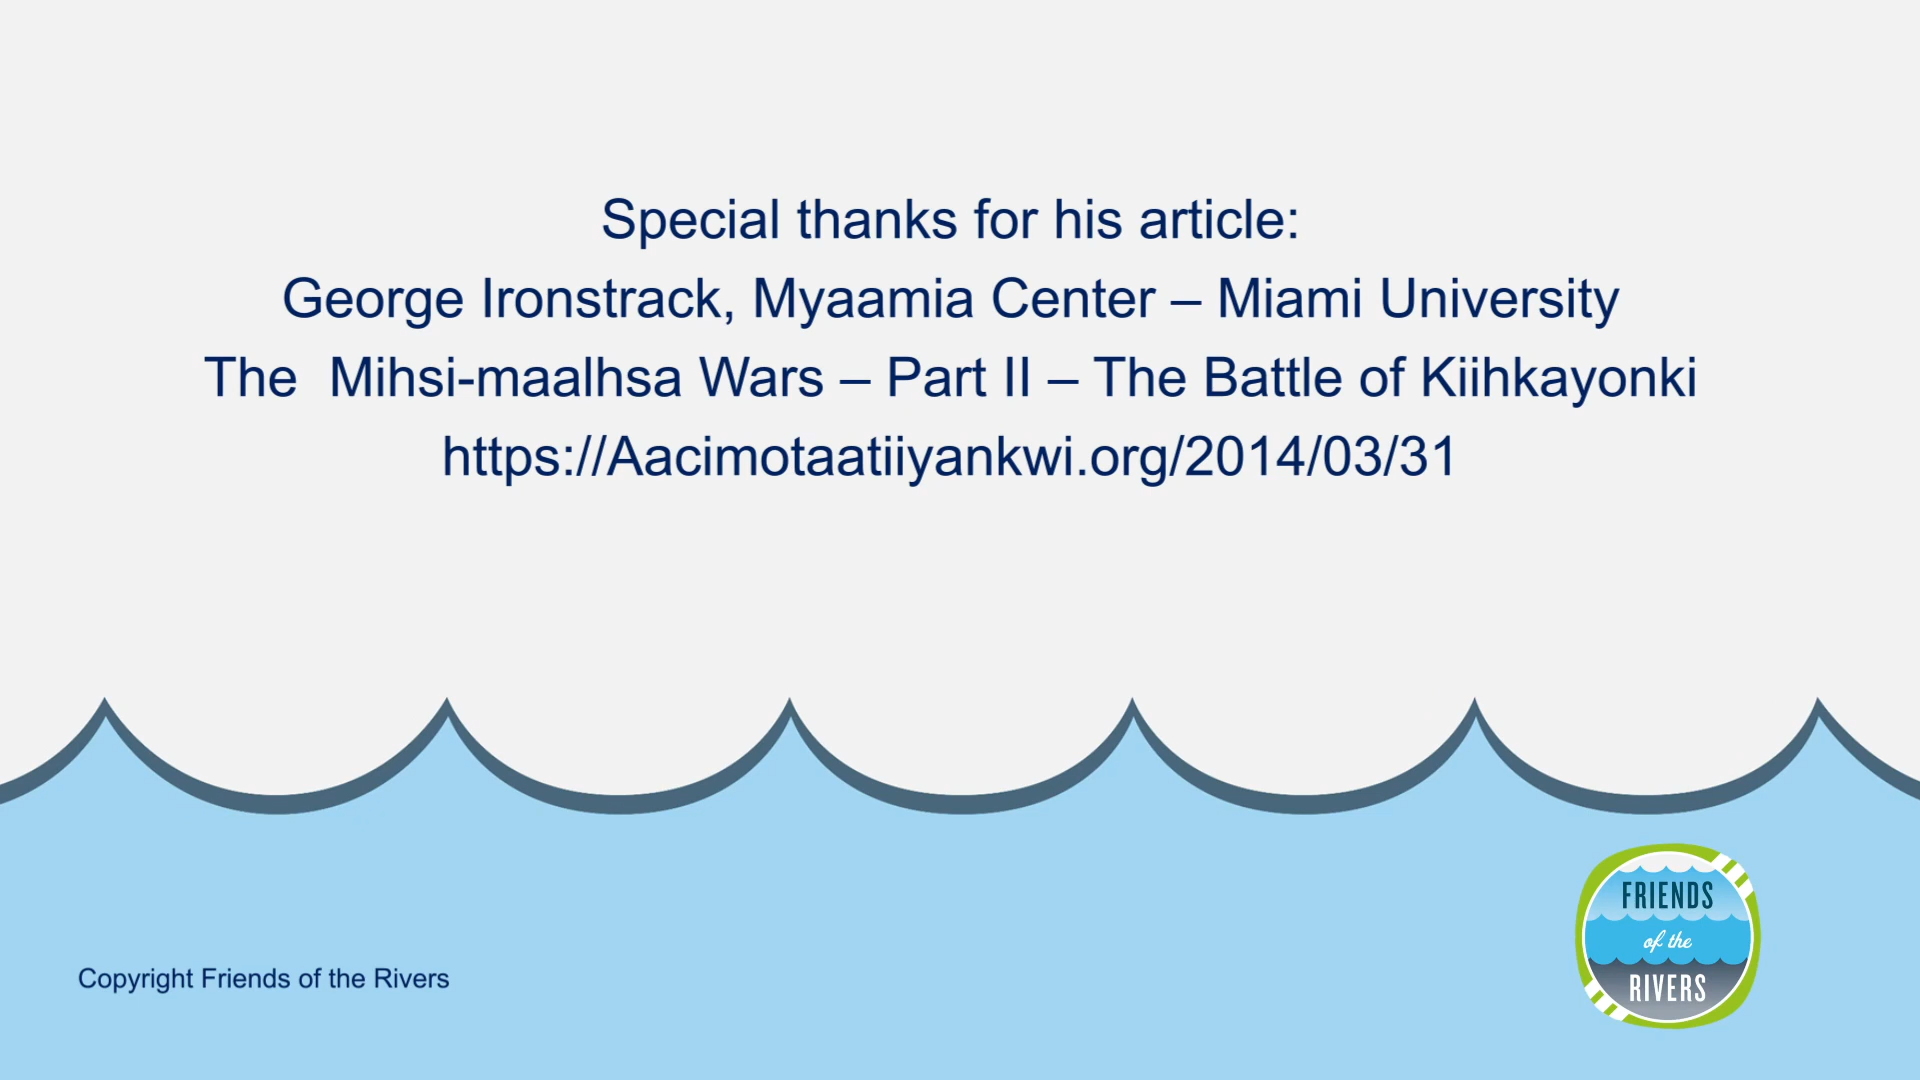 Special thanks for his article:
George Ironstrack, Myaamia Center – Miami University
The  Mihsi-maalhsa Wars – Part II – The Battle of Kiihkayonki
https://Aacimotaatiiyankwi.org/2014/03/31
FRIENDS
of the
RIVERS
Copyright Friends of the Rivers